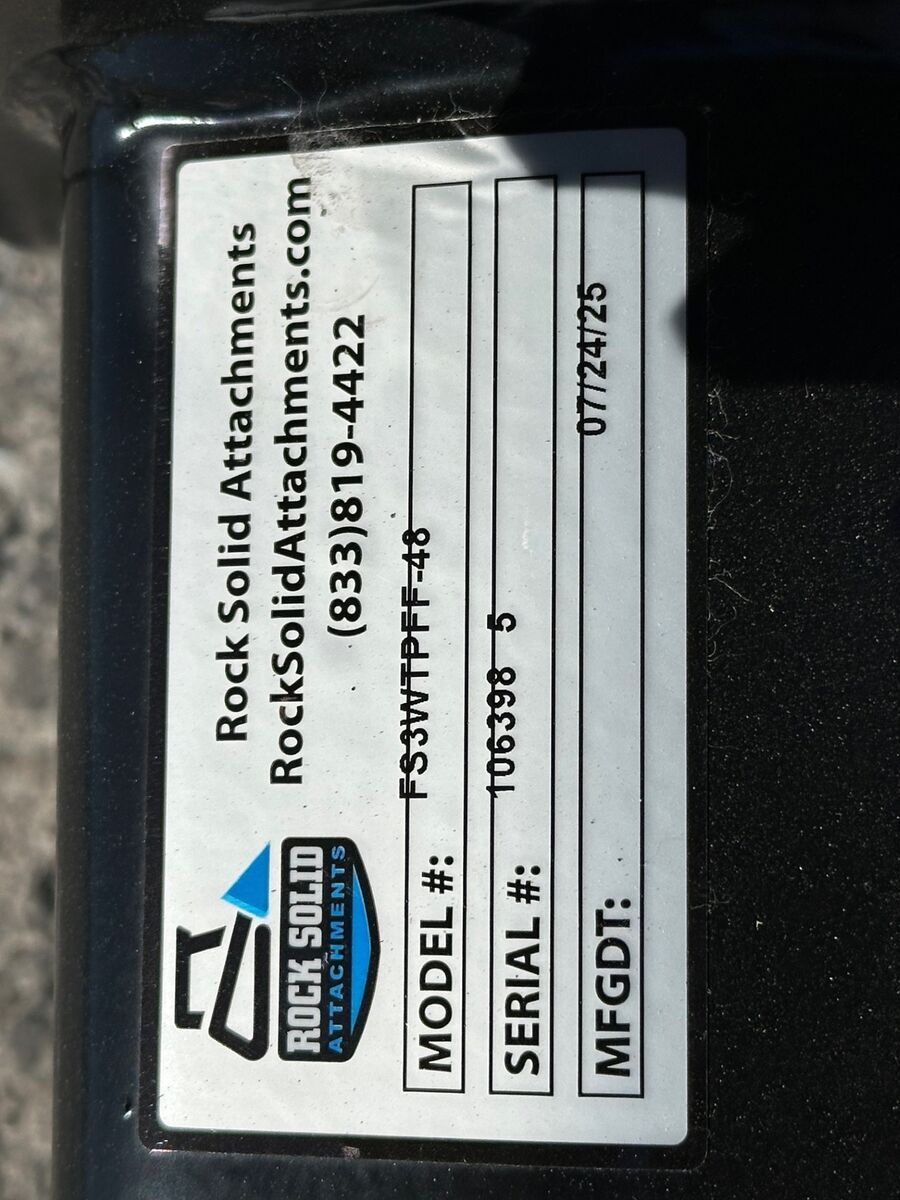 Rock Solid Attachments
RockSolidAttachments.com
(833)819-4422
ROCK SOLID
ATTACHMENTS
MODEL #: FS3WTPFF-48
SERIAL #: 106398 5
MFGDT: 07/24/25